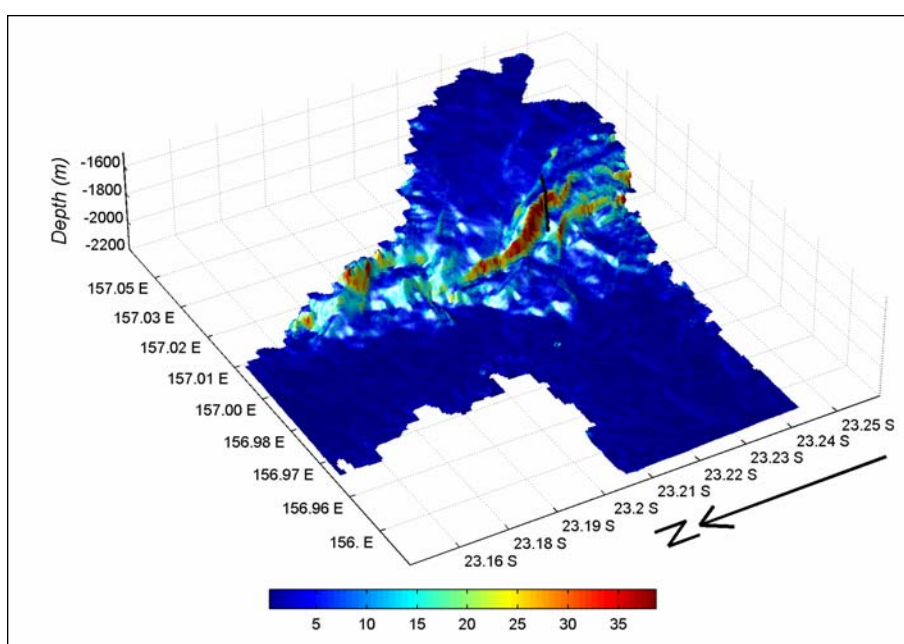 Depth (m)
-1600
-1800
-2000
-2200
157.05 E
157.03 E
157.02 E
157.01 E
157.00 E
156.98 E
156.97 E
156.96 E
156. E
23.16 S
23.18 S
23.19 S
23.2 S
23.21 S
23.22 S
23.23 S
23.24 S
23.25 S
N
5 10 15 20 25 30 35